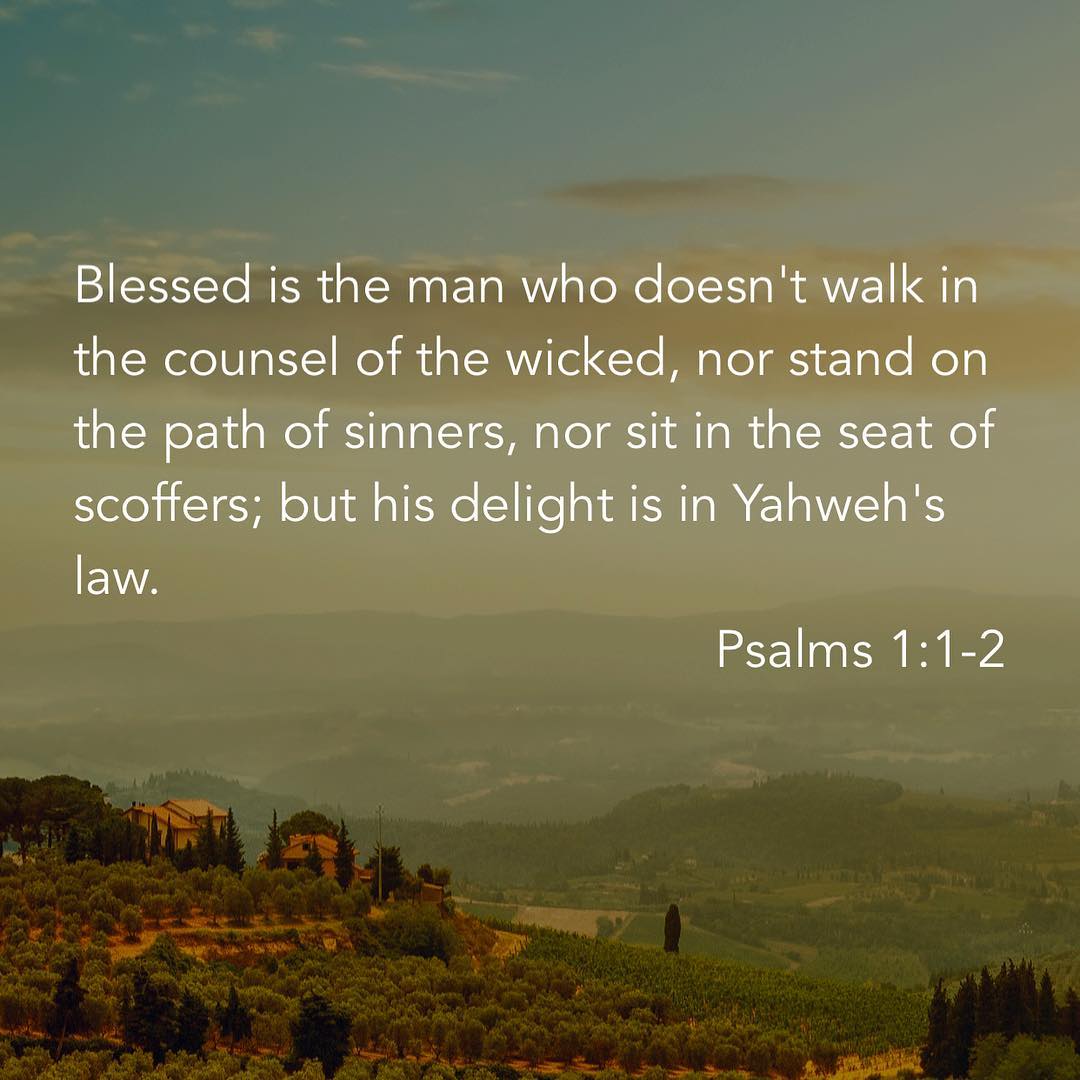 Blessed is the man who doesn't walk in
the counsel of the wicked, nor stand on
the path of sinners, nor sit in the seat of
scoffers; but his delight is in Yahweh's
law.
Psalms 1:1-2